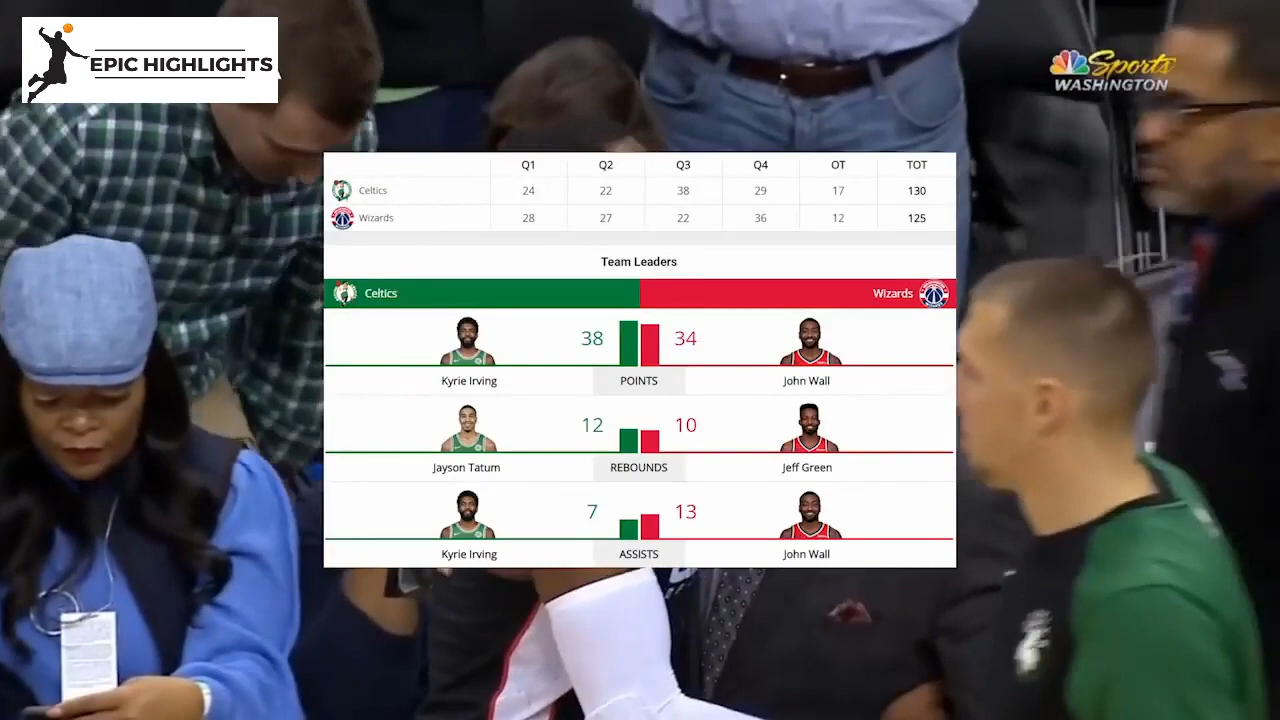 EPIC HIGHLIGHTS
Sports
WASHINGTON
Q1 Q2 Q3 Q4 OT TOT
Celtics 24 22 38 29 17 130
Wizards 28 27 22 36 12 125
Team Leaders
Celtics Wizards
38 34
Kyrie Irving POINTS John Wall
12 10
Jayson Tatum REBOUNDS Jeff Green
7 13
Kyrie Irving ASSISTS John Wall